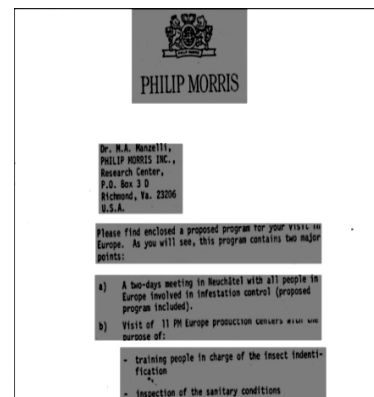 PHILIP MORRIS
Dr. M.A. Manzelli,
PHILIP MORRIS INC.,
Research Center,
P.O. Box 3 D
Richmond, Va. 23206
U.S.A.
Please find enclosed a proposed program for your visit in
Europe. As you will see, this program contains two major
points:
a) A two-days meeting in Neuchâtel with all people in
Europe involved in infestation control (proposed
program included).
b) Visit of 11 PM Europe production centers with the
purpose of:
- training people in charge of the insect indenti-
fication
- inspection of the sanitary conditions